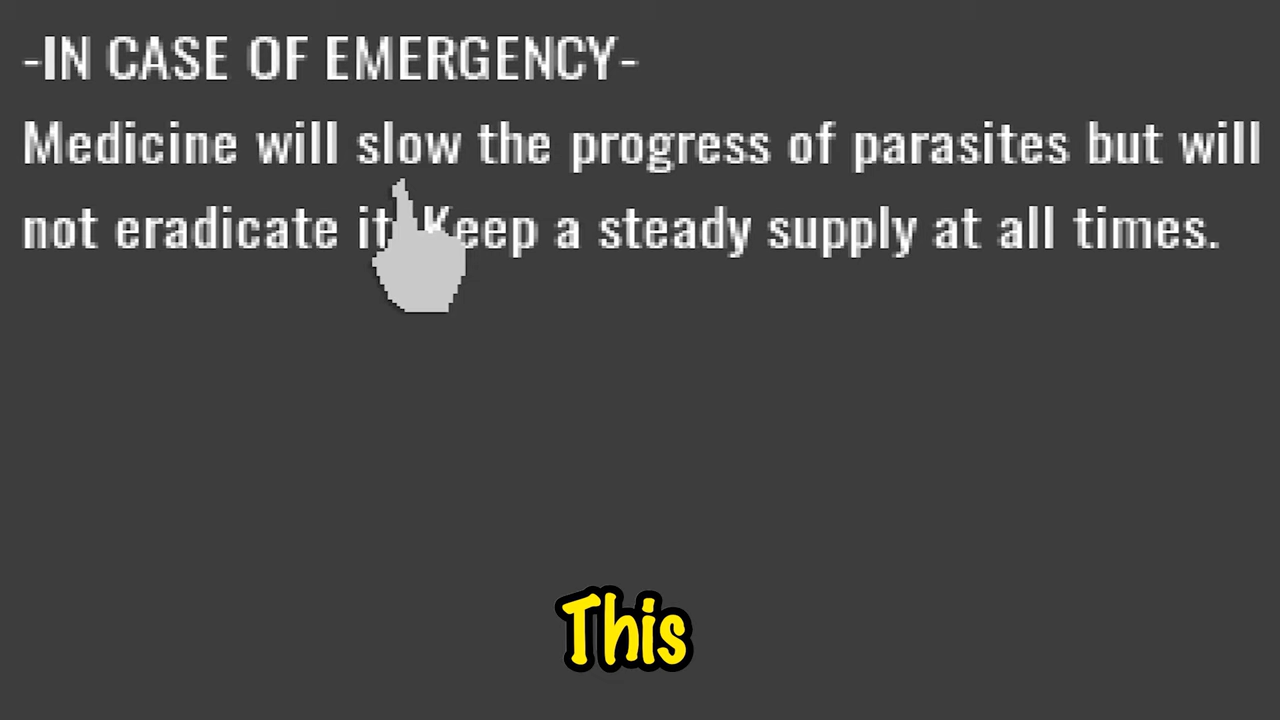 -IN CASE OF EMERGENCY-
Medicine will slow the progress of parasites but will
not eradicate it. Keep a steady supply at all times.
This